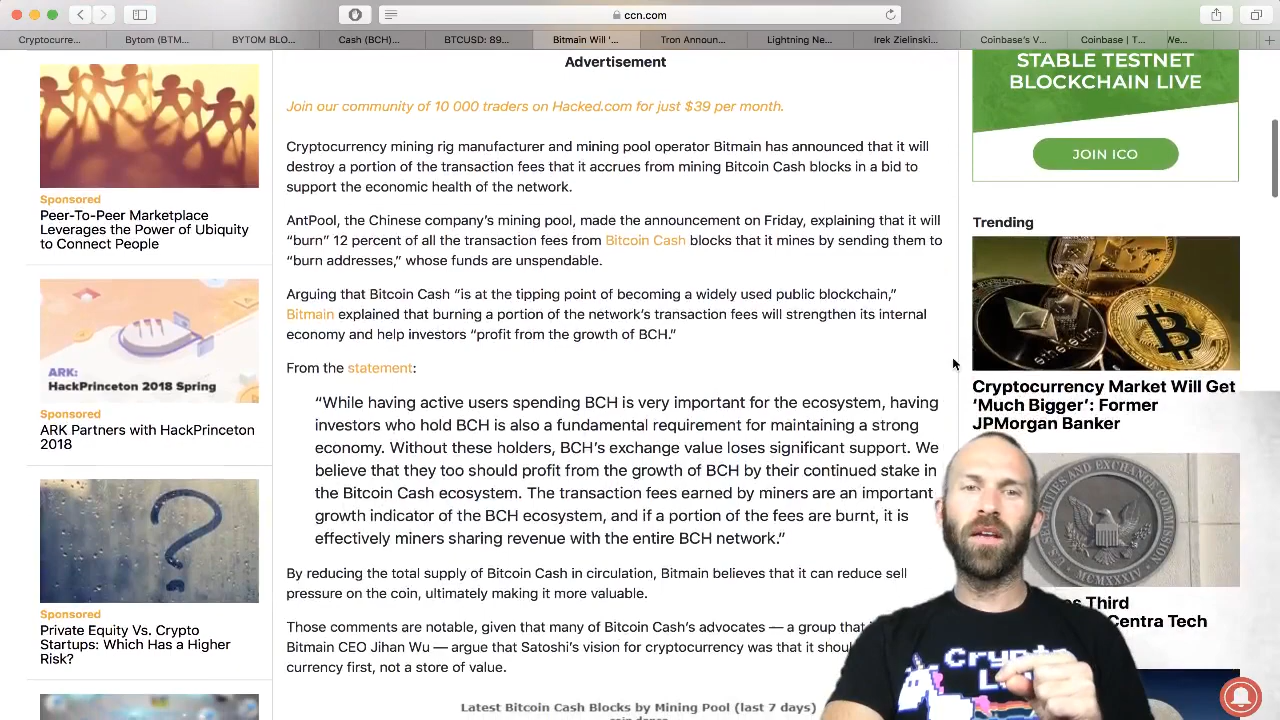 ccn.com
Cryptocurre...
Bytom (BTM...
BYTOM BLO...
Cash (BCH)...
BTCUSD: 89...
Bitmain Will '...
Tron Announ...
Lightning Ne...
Irek Zielinski...
Coinbase's V...
Coinbase | T...
We...
Sponsored
Peer-To-Peer Marketplace
Leverages the Power of Ubiquity
to Connect People
ARK:
HackPrinceton 2018 Spring
Sponsored
ARK Partners with HackPrinceton
2018
Sponsored
Private Equity Vs. Crypto
Startups: Which Has a Higher
Risk?
Advertisement
Join our community of 10 000 traders on Hacked.com for just $39 per month.
Cryptocurrency mining rig manufacturer and mining pool operator Bitmain has announced that it will
destroy a portion of the transaction fees that it accrues from mining Bitcoin Cash blocks in a bid to
support the economic health of the network.
AntPool, the Chinese company's mining pool, made the announcement on Friday, explaining that it will
“burn” 12 percent of all the transaction fees from Bitcoin Cash blocks that it mines by sending them to
“burn addresses,” whose funds are unspendable.
Arguing that Bitcoin Cash “is at the tipping point of becoming a widely used public blockchain,”
Bitmain explained that burning a portion of the network's transaction fees will strengthen its internal
economy and help investors “profit from the growth of BCH.”
From the statement:
“While having active users spending BCH is very important for the ecosystem, having
investors who hold BCH is also a fundamental requirement for maintaining a strong
economy. Without these holders, BCH's exchange value loses significant support. We
believe that they too should profit from the growth of BCH by their continued stake in
the Bitcoin Cash ecosystem. The transaction fees earned by miners are an important
growth indicator of the BCH ecosystem, and if a portion of the fees are burnt, it is
effectively miners sharing revenue with the entire BCH network.”
By reducing the total supply of Bitcoin Cash in circulation, Bitmain believes that it can reduce sell
pressure on the coin, ultimately making it more valuable.
Those comments are notable, given that many of Bitcoin Cash's advocates — a group that
Bitmain CEO Jihan Wu — argue that Satoshi's vision for cryptocurrency was that it
currency first, not a store of value.
Latest Bitcoin Cash Blocks by Mining Pool (last 7 days)
STABLE TESTNET
BLOCKCHAIN LIVE
JOIN ICO
Trending
Cryptocurrency Market Will Get
‘Much Bigger’: Former
JPMorgan Banker
Third
Centra Tech
Crypto